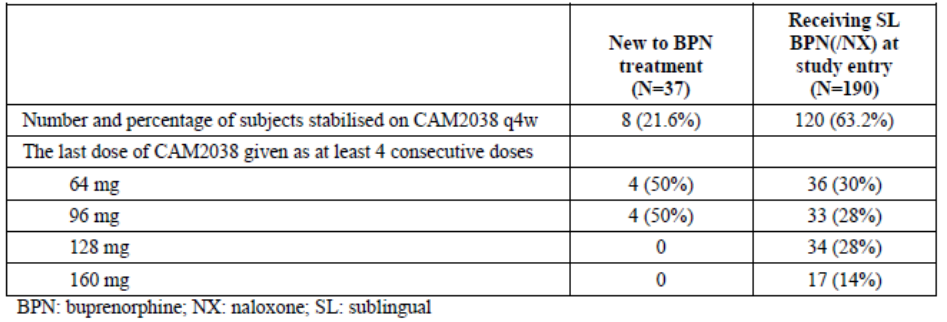 New to BPN treatment (N=37) Receiving SL BPN(/NX) at study entry (N=190)
Number and percentage of subjects stabilised on CAM2038 q4w 8 (21.6%) 120 (63.2%)
The last dose of CAM2038 given as at least 4 consecutive doses
64 mg 4 (50%) 36 (30%)
96 mg 4 (50%) 33 (28%)
128 mg 0 34 (28%)
160 mg 0 17 (14%)
BPN: buprenorphine; NX: naloxone; SL: sublingual